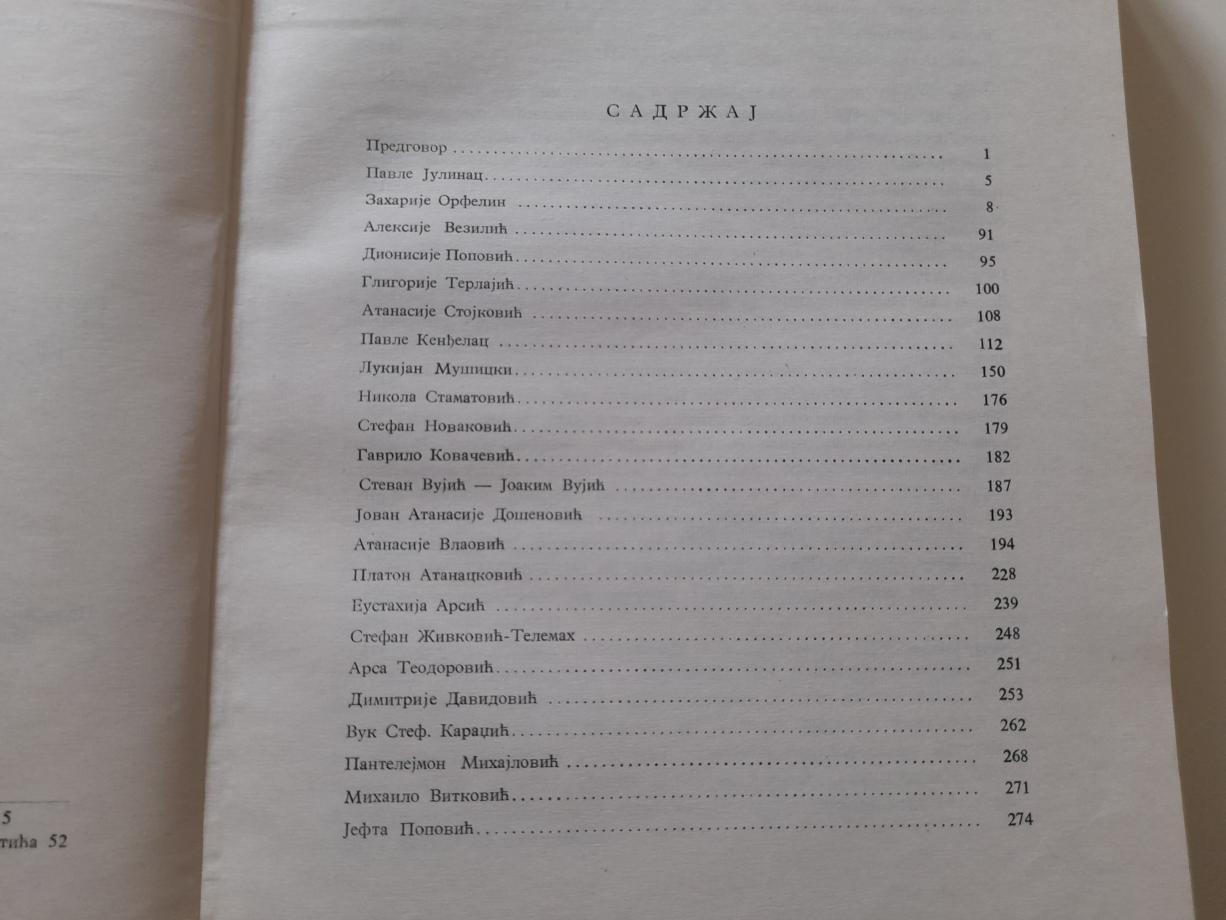 С А Д Р Ж А Ј
Предговор ........................ 1
Павле Јулинац ........................ 5
Захарије Орфелин ........................ 8
Алексије Везилић ........................ 91
Дионисије Поповић ........................ 95
Глигорије Терлајић ........................ 100
Атанасије Стојковић ........................ 108
Павле Кенђелац ........................ 112
Лукијан Мушицки ........................ 150
Никола Стаматовић ........................ 176
Стефан Новаковић ........................ 179
Гаврило Ковачевић ........................ 182
Стеван Вујић — Јоаким Вујић ........................ 187
Јован Атанасије Дошеновић ........................ 193
Атанасије Влаовић ........................ 194
Платон Атанацковић ........................ 228
Еустахија Арсић ........................ 239
Стефан Живковић-Телемах ........................ 248
Арса Теодоровић ........................ 251
Димитрије Давидовић ........................ 253
Вук Стеф. Караџић ........................ 262
Пантелејмон Михајловић ........................ 268
Михаило Витковић ........................ 271
Јефта Поповић ........................ 274
5
тића 52